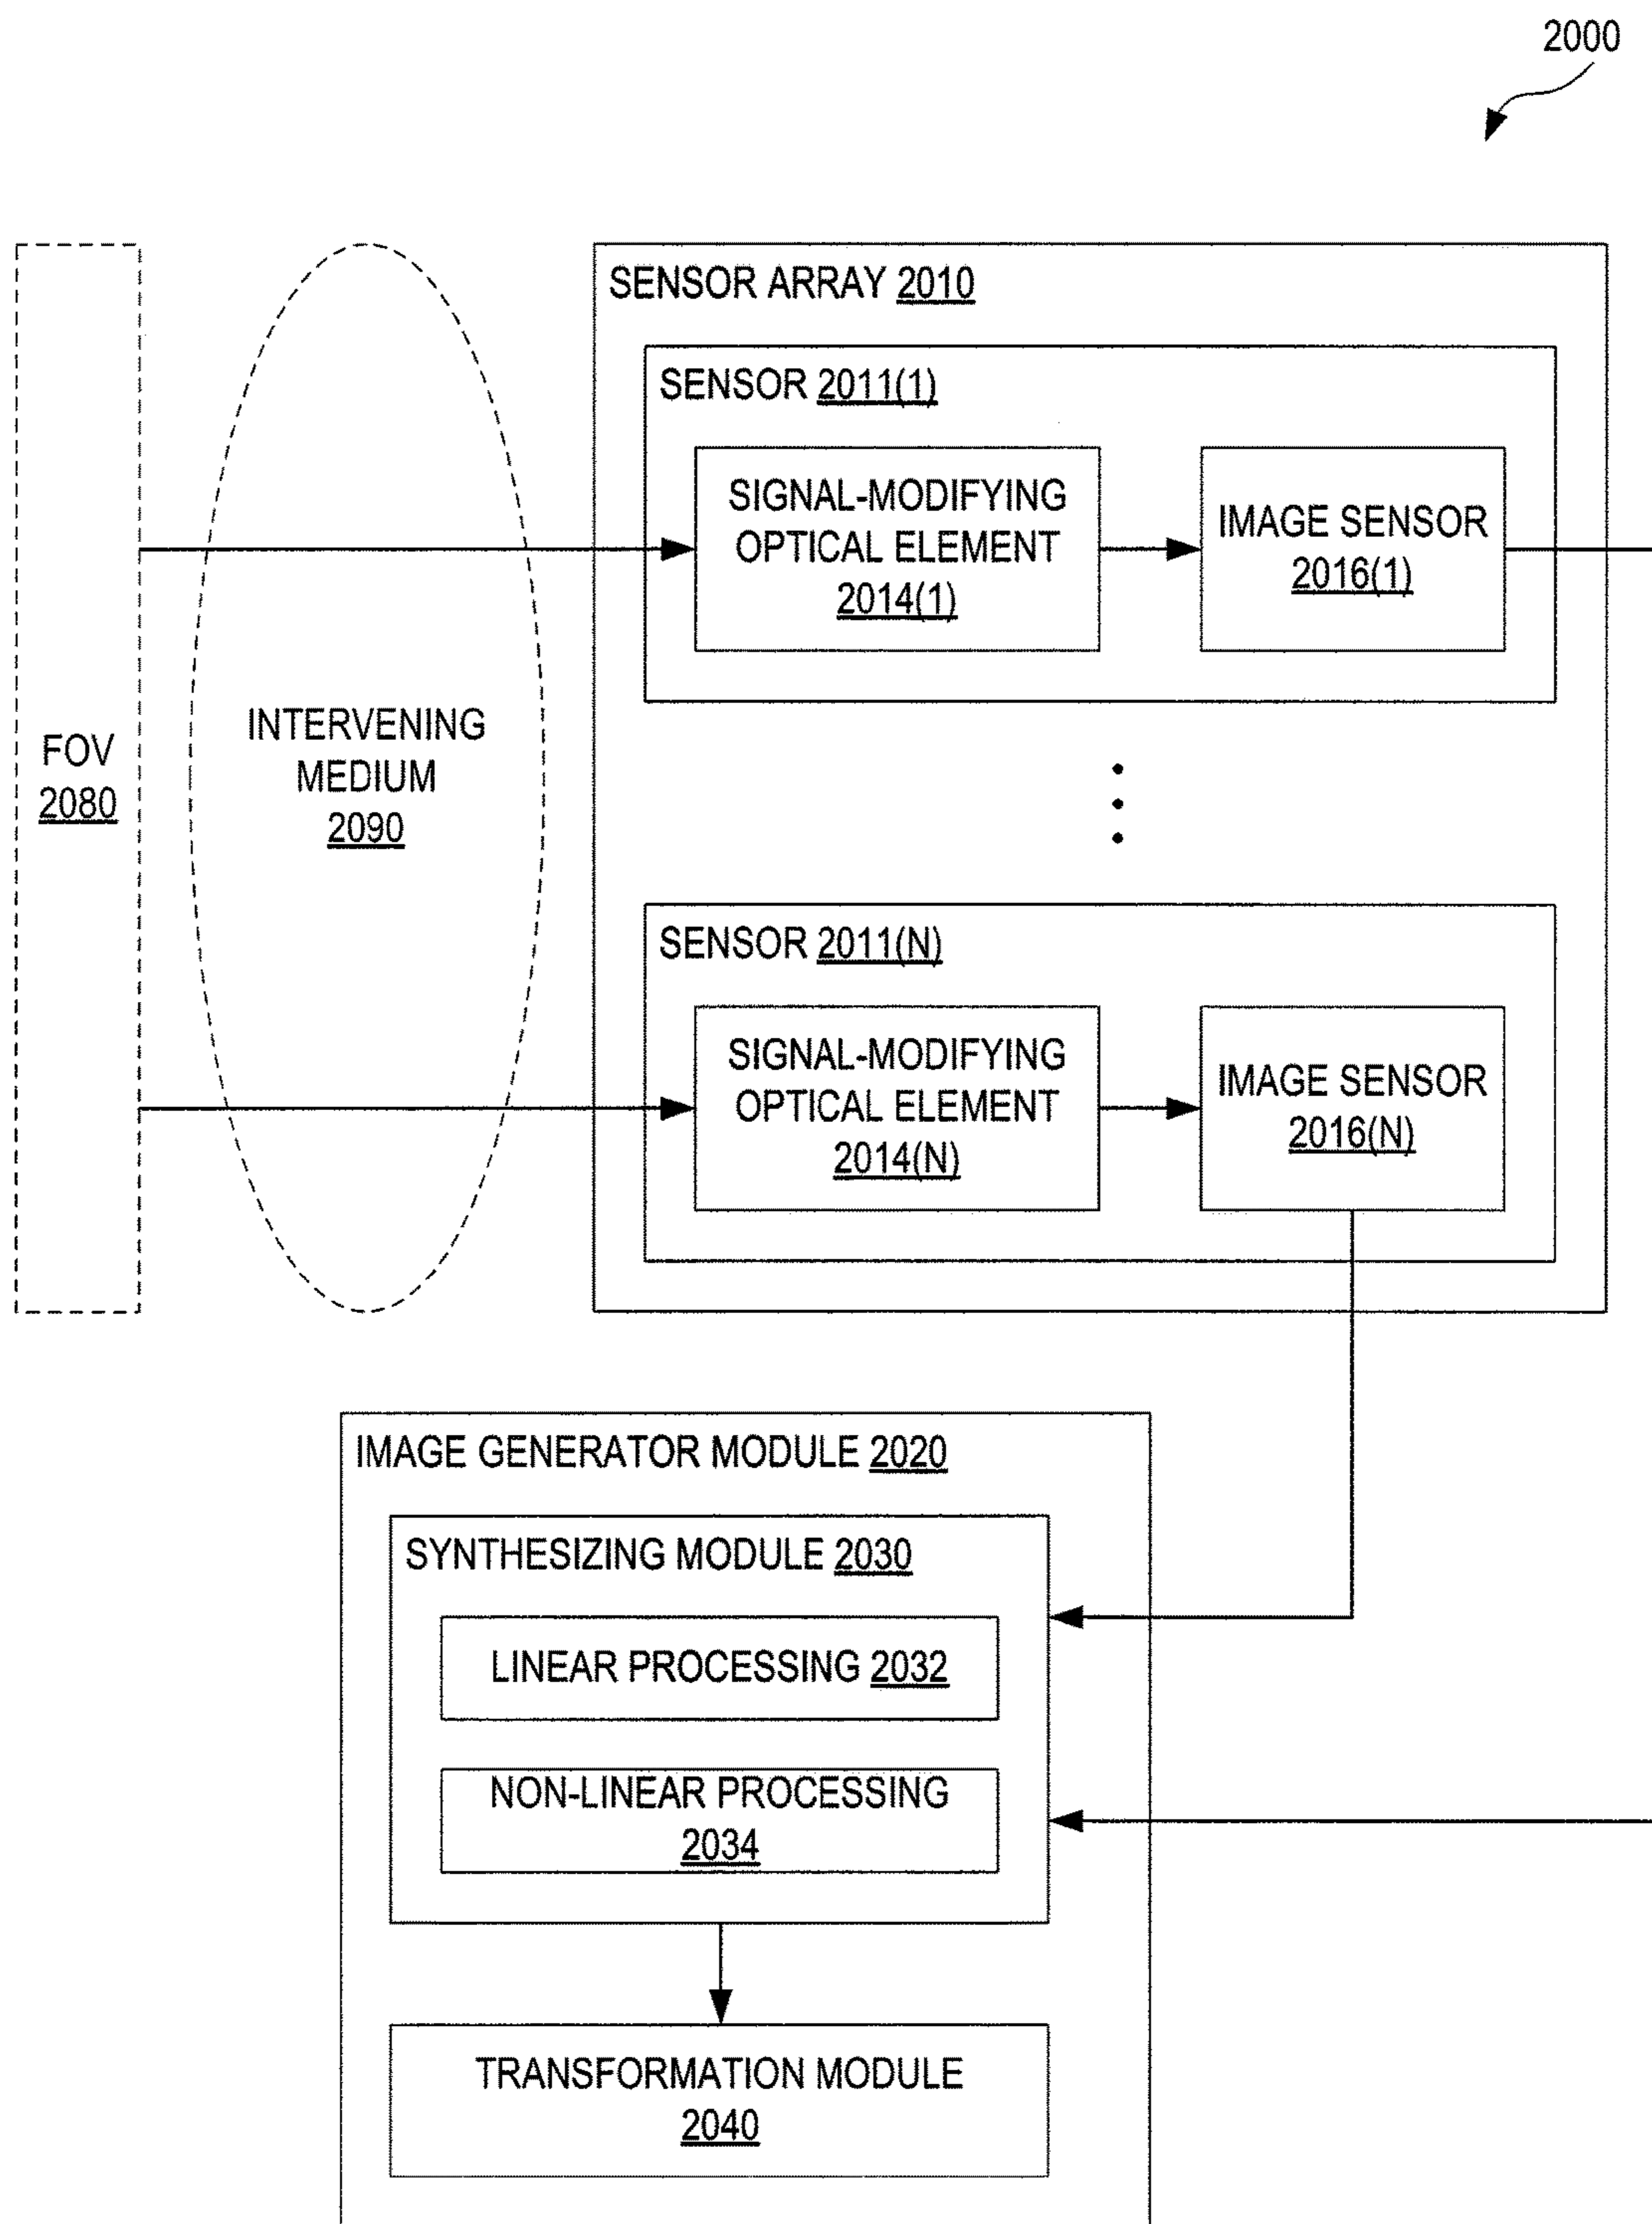 2000
SENSOR ARRAY 2010
SENSOR 2011(1)
SIGNAL-MODIFYING
OPTICAL ELEMENT
2014(1)
IMAGE SENSOR
2016(1)
FOV
2080
INTERVENING
MEDIUM
2090
SENSOR 2011(N)
SIGNAL-MODIFYING
OPTICAL ELEMENT
2014(N)
IMAGE SENSOR
2016(N)
IMAGE GENERATOR MODULE 2020
SYNTHESIZING MODULE 2030
LINEAR PROCESSING 2032
NON-LINEAR PROCESSING
2034
TRANSFORMATION MODULE
2040